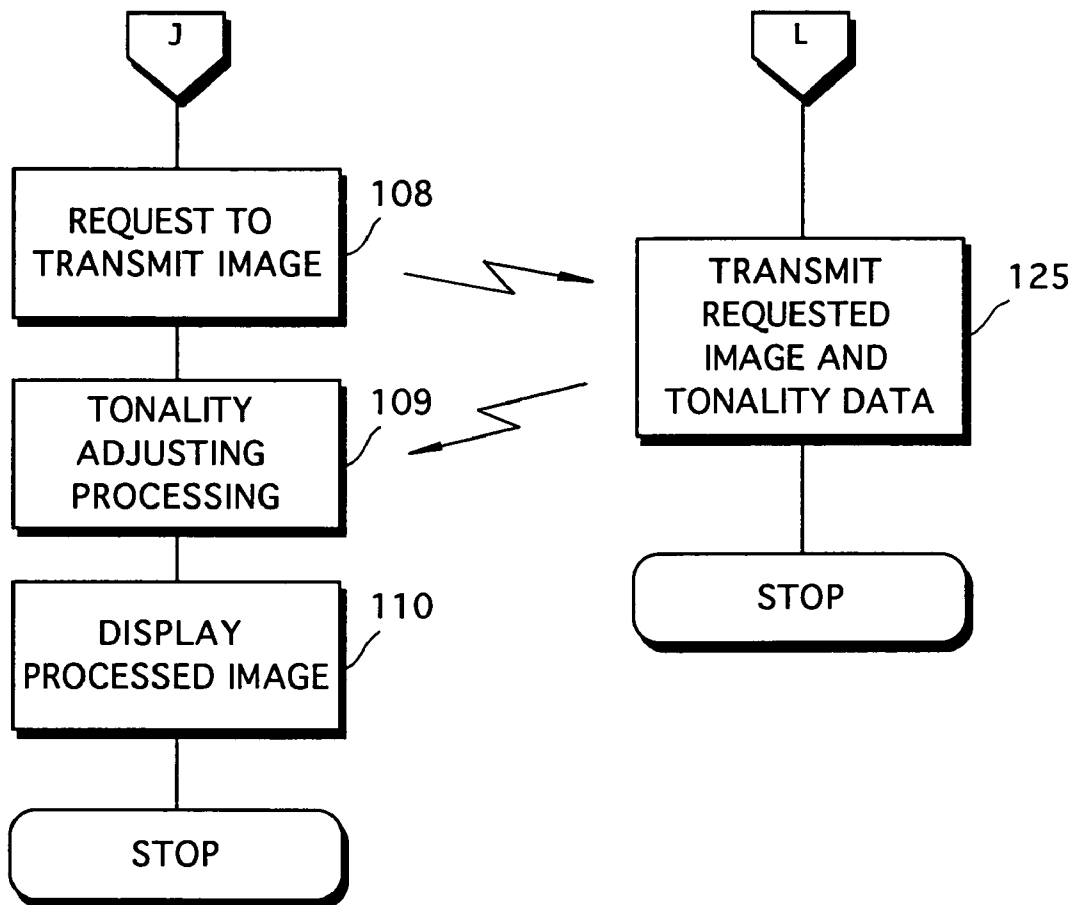 J
REQUEST TO
TRANSMIT IMAGE
108
TONALITY
ADJUSTING
PROCESSING
109
DISPLAY
PROCESSED IMAGE
110
STOP
L
TRANSMIT
REQUESTED
IMAGE AND
TONALITY DATA
125
STOP